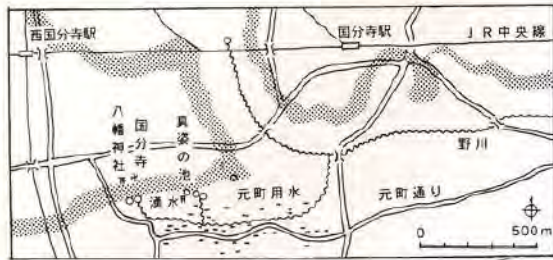 西国分寺駅
国分寺駅
JR中央線
八幡神社
国分寺
真姿の池
湧水
元町用水
野川
元町通り
0 500m